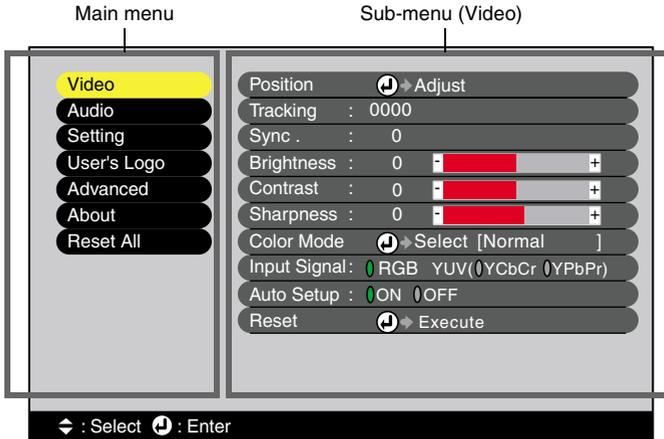 Main menu
Sub-menu (Video)
Video
Audio
Setting
User's Logo
Advanced
About
Reset All
Position Adjust
Tracking : 0000
Sync . : 0
Brightness : 0 - +
Contrast : 0 - +
Sharpness : 0 - +
Color Mode Select [Normal ]
Input Signal: RGB YUV( YCbCr YPbPr)
Auto Setup : ON OFF
Reset Execute
: Select : Enter